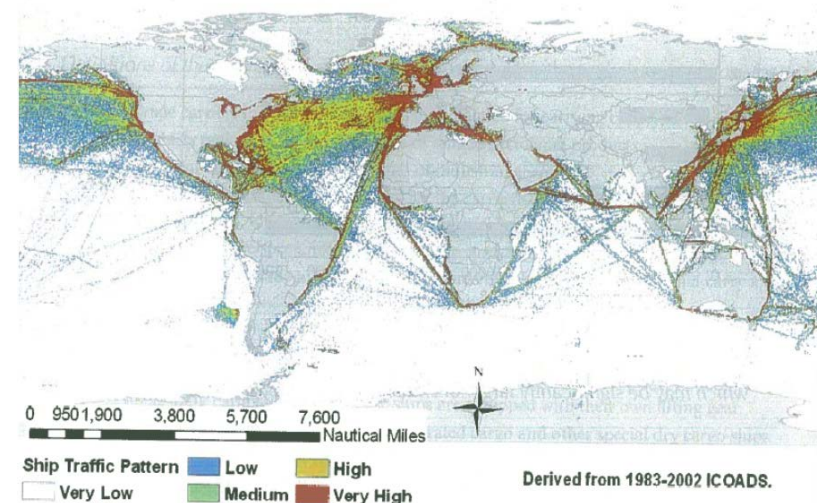 N
0 950 1,900 3,800 5,700 7,600
Nautical Miles
Ship Traffic Pattern Low High
Very Low Medium Very High
Derived from 1983-2002 ICOADS.